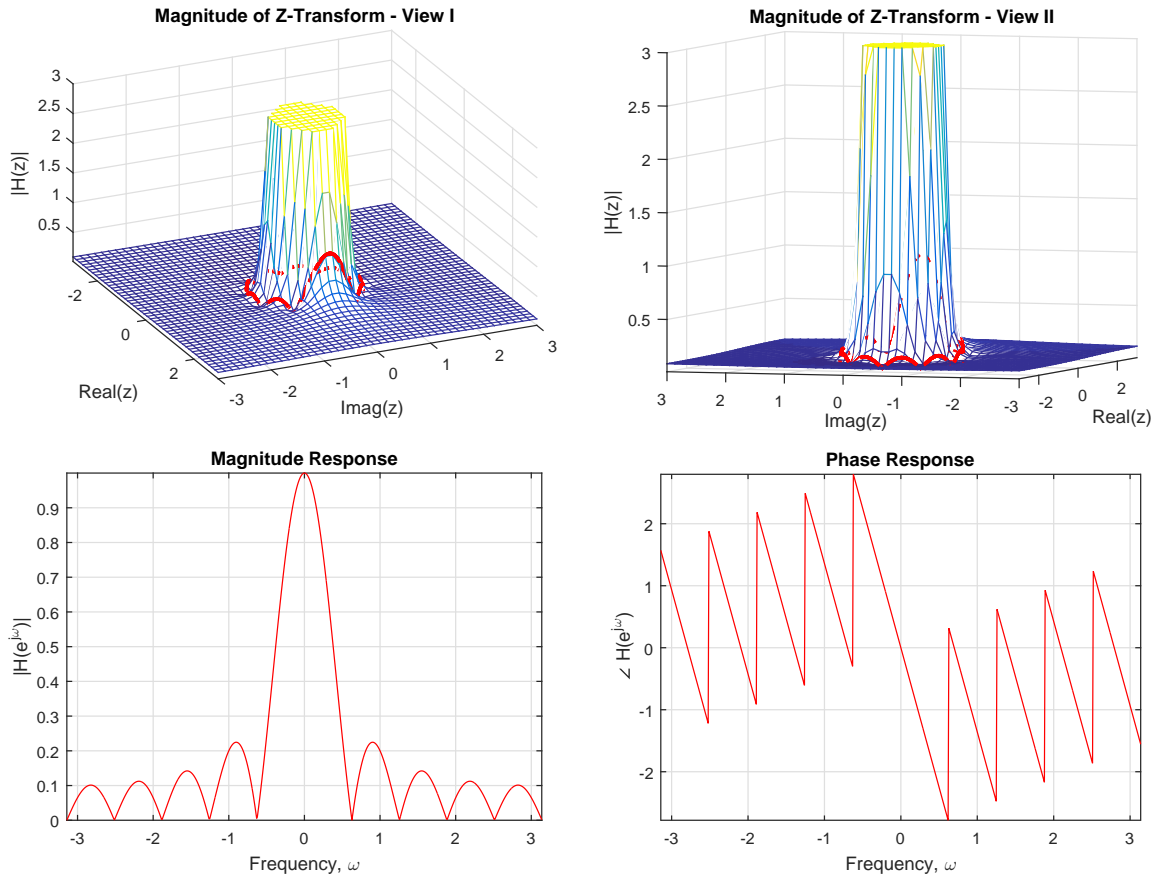 Magnitude of Z-Transform - View I
|H(z)|
3
2.5
2
1.5
1
0.5
-2
0
2
Real(z)
-3
-2
-1
0
1
2
3
Imag(z)
Magnitude of Z-Transform - View II
|H(z)|
3
2.5
2
1.5
1
0.5
3
2
1
0
-1
-2
-3
Imag(z)
-2
0
2
Real(z)
Magnitude Response
|H(e^{jω})|
0.9
0.8
0.7
0.6
0.5
0.4
0.3
0.2
0.1
0
-3 -2 -1 0 1 2 3
Frequency, ω
Phase Response
∠ H(e^{jω})
2
1
0
-1
-2
-3 -2 -1 0 1 2 3
Frequency, ω